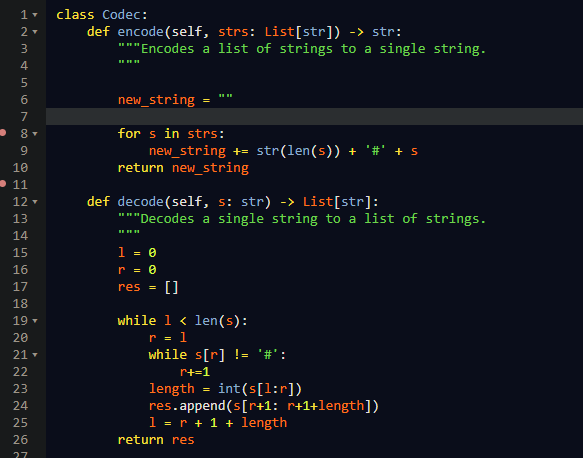 1 class Codec:
2     def encode(self, strs: List[str]) -> str:
3         """Encodes a list of strings to a single string.
4         """
5
6         new_string = ""
7
8         for s in strs:
9             new_string += str(len(s)) + '#' + s
10         return new_string
11
12     def decode(self, s: str) -> List[str]:
13         """Decodes a single string to a list of strings.
14         """
15         l = 0
16         r = 0
17         res = []
18
19         while l < len(s):
20             r = l
21             while s[r] != '#':
22                 r+=1
23             length = int(s[l:r])
24             res.append(s[r+1: r+1+length])
25             l = r + 1 + length
26         return res
27